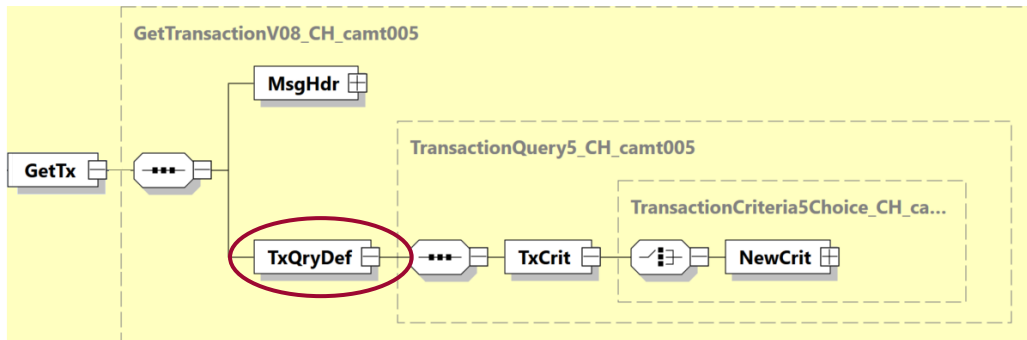 GetTransactionV08_CH_camt005
MsgHdr
TransactionQuery5_CH_camt005
GetTx
TransactionCriteria5Choice_CH_ca...
TxQryDef
TxCrit
NewCrit